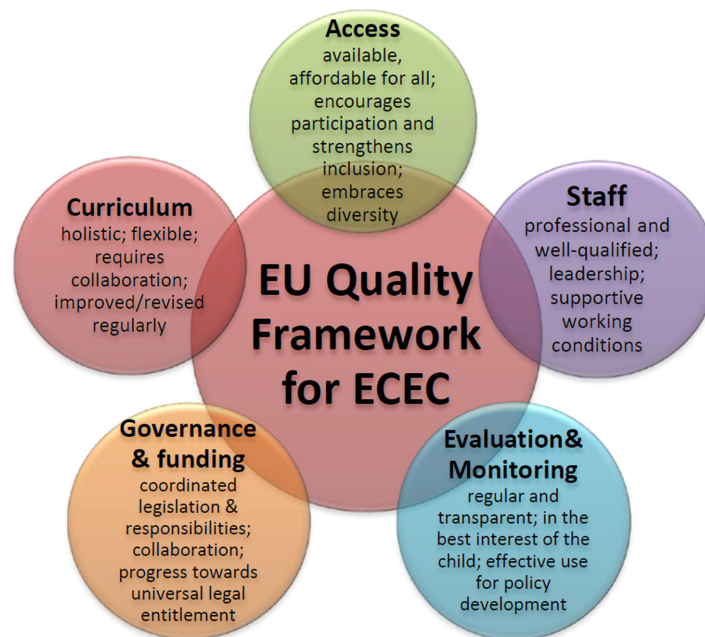 Access
available,
affordable for all;
encourages
participation and
strengthens
inclusion;
embraces
diversity
Curriculum
holistic; flexible;
requires
collaboration;
improved/revised
regularly
Staff
professional and
well-qualified;
leadership;
supportive
working
conditions
EU Quality
Framework
for ECEC
Governance
& funding
coordinated
legislation &
responsibilities;
collaboration;
progress towards
universal legal
entitlement
Evaluation&
Monitoring
regular and
transparent; in the
best interest of the
child; effective use
for policy
development